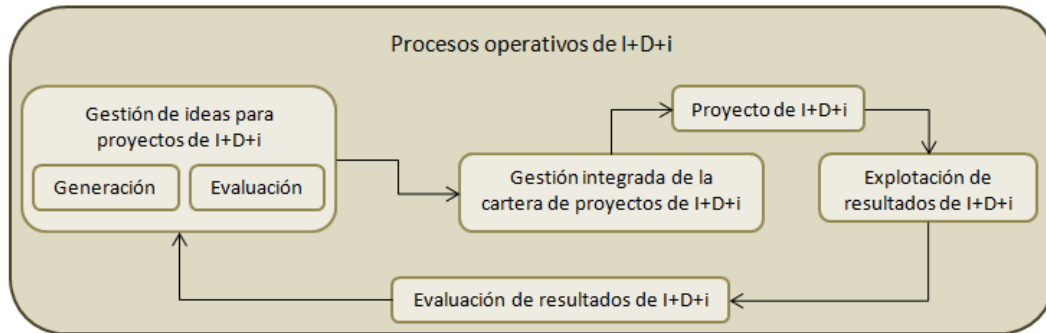 Procesos operativos de I+D+i
Gestión de ideas para
proyectos de I+D+i
Generación
Evaluación
Gestión integrada de la
cartera de proyectos de I+D+i
Proyecto de I+D+i
Explotación de
resultados de I+D+i
Evaluación de resultados de I+D+i